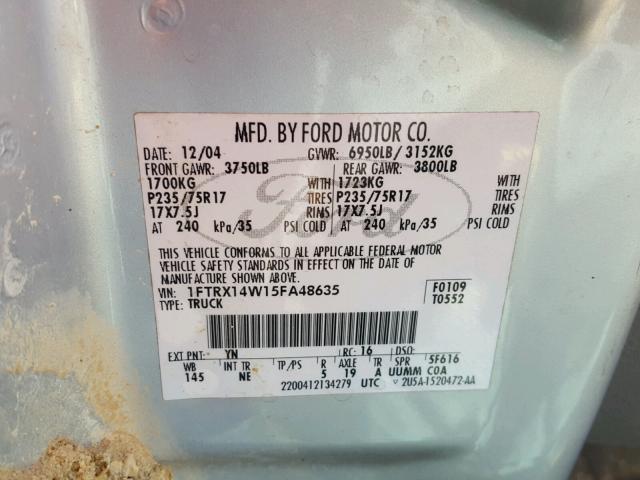 MFD. BY FORD MOTOR CO.
DATE: 12/04 GVWR: 6950LB/ 3152KG
FRONT GAWR: 3750LB REAR GAWR: 3800LB
1700KG WITH 1723KG WITH
P235/75R17 TIRES P235/75R17 TIRES
17X7.5J RIMS 17X7.5J RIMS
AT 240 kPa/35 PSI COLD AT 240 kPa/35 PSI COLD
Ford
THIS VEHICLE CONFORMS TO ALL APPLICABLE FEDERAL MOTOR
VEHICLE SAFETY STANDARDS IN EFFECT ON THE DATE OF
MANUFACTURE SHOWN ABOVE.
VIN: 1FTRX14W15FA48635 F0109
TYPE: TRUCK T0552
EXT PNT: YN RC: 16 DSO:
WB INT TR TP/PS R AXLE TR SPR 5F616
145 NE 5 19 A UUMM COA
2200412134279 UTC 2U5A-1520472-AA